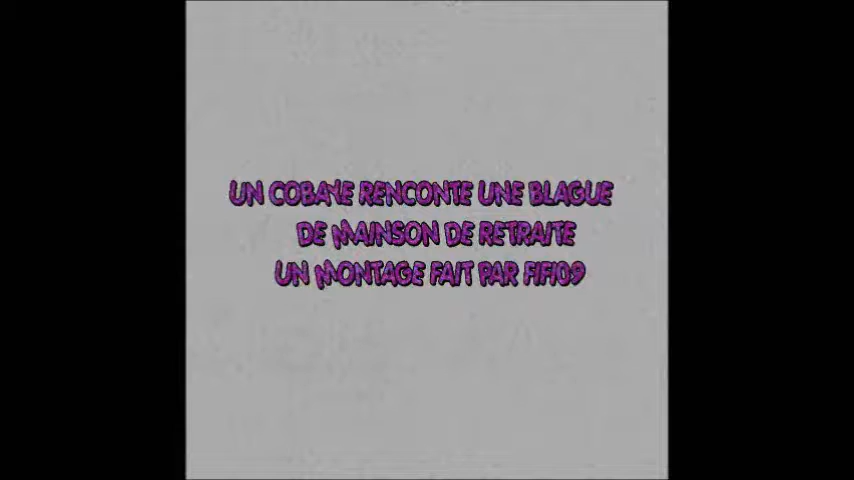 UN COBAYE RENCONTE UNE BLAGUE
DE MAINSON DE RETRAITE
UN MONTAGE FAIT PAR FIFI09